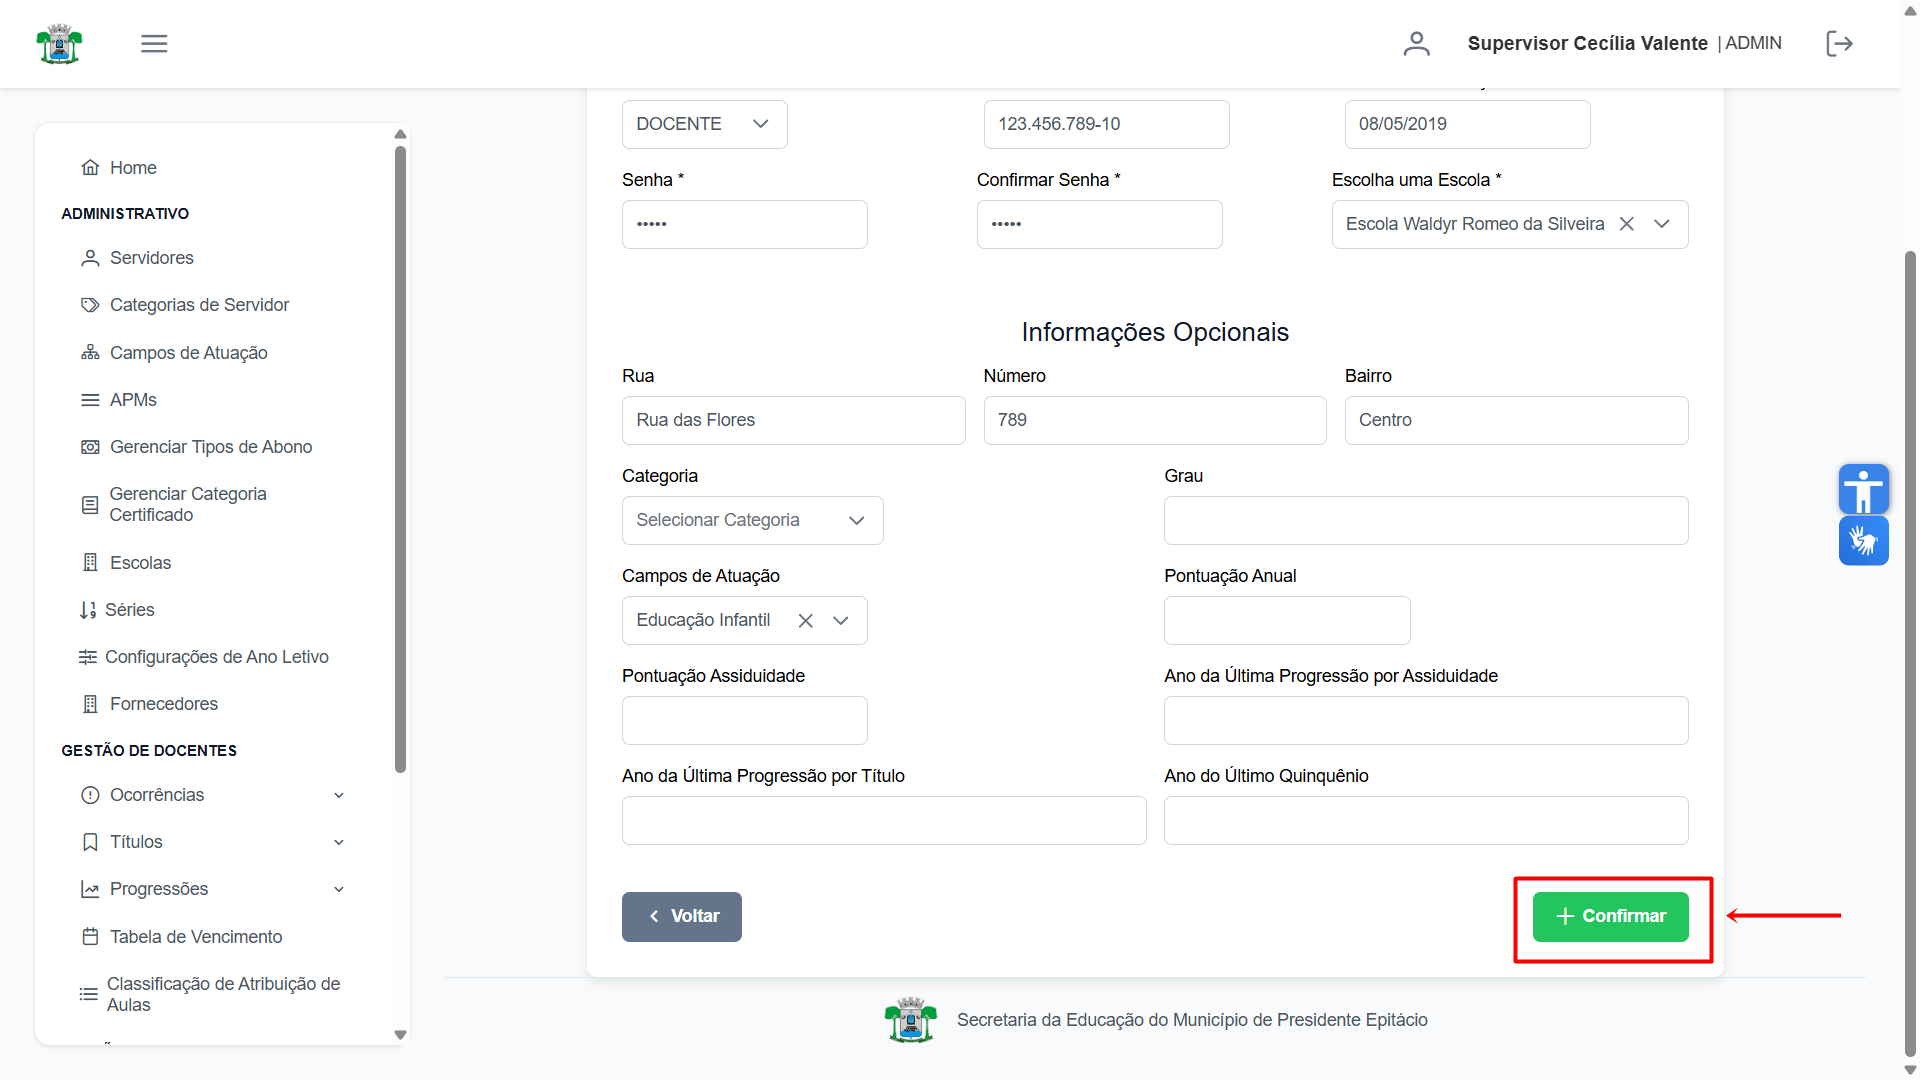 Supervisor Cecília Valente | ADMIN
Home
ADMINISTRATIVO
Servidores
Categorias de Servidor
Campos de Atuação
APMs
Gerenciar Tipos de Abono
Gerenciar Categoria
Certificado
Escolas
Séries
Configurações de Ano Letivo
Fornecedores
GESTÃO DE DOCENTES
Ocorrências
Títulos
Progressões
Tabela de Vencimento
Classificação de Atribuição de
Aulas
DOCENTE 123.456.789-10 08/05/2019
Senha * Confirmar Senha * Escolha uma Escola *
••••• ••••• Escola Waldyr Romeo da Silveira
Informações Opcionais
Rua Número Bairro
Rua das Flores 789 Centro
Categoria Grau
Selecionar Categoria
Campos de Atuação Pontuação Anual
Educação Infantil
Pontuação Assiduidade Ano da Última Progressão por Assiduidade
Ano da Última Progressão por Título Ano do Último Quinquênio
Voltar Confirmar
Secretaria da Educação do Município de Presidente Epitácio